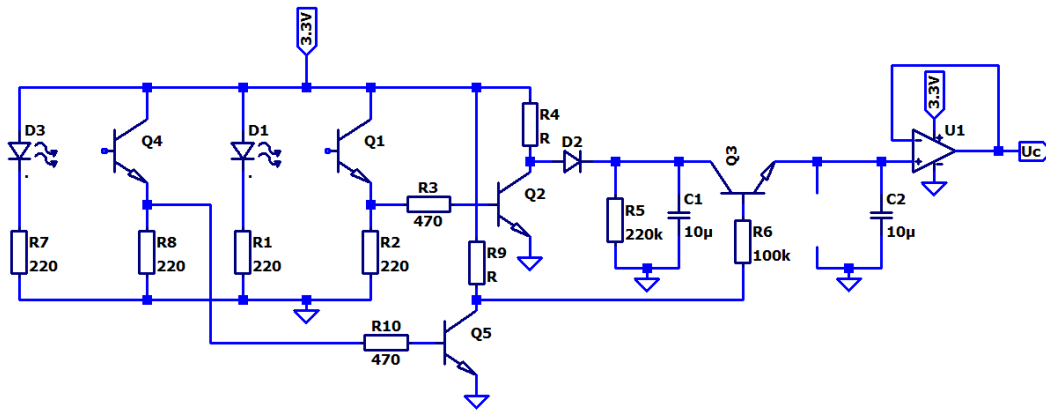 3.3V
D3
Q4
D1
Q1
R4
R
D2
Q3
3.3V
U1
Uc
R3
470
Q2
R5
220k
C1
10µ
R6
100k
C2
10µ
R7
220
R8
220
R1
220
R2
220
R9
R
R10
470
Q5